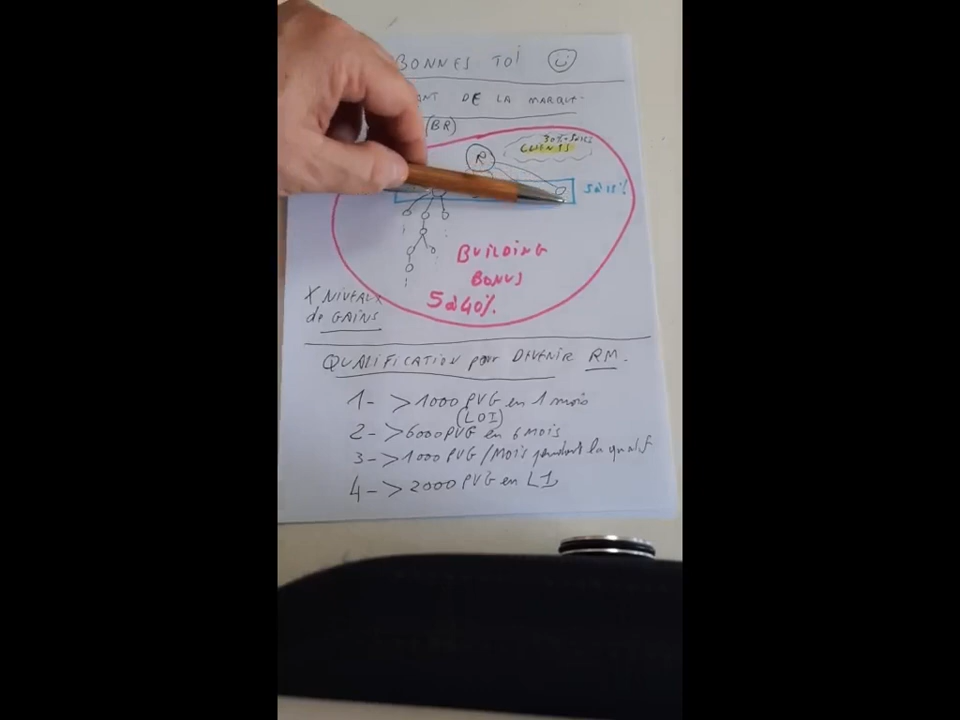 BONNES TOI
DE LA MARQUE
(BR)
30%
CLIENTS
R
5 à 15%
BUILDING
BONUS
5 à 40%
X NIVEAUX
de GAINS
QUALIFICATION pour DEVENIR RM.
1- > 1000 PVG en 1 mois
(LOI)
2- > 6000 PVG en 6 MOIS
3- > 1000 PVG / MOIS pendant la qualif
4- > 2000 PVG en L1